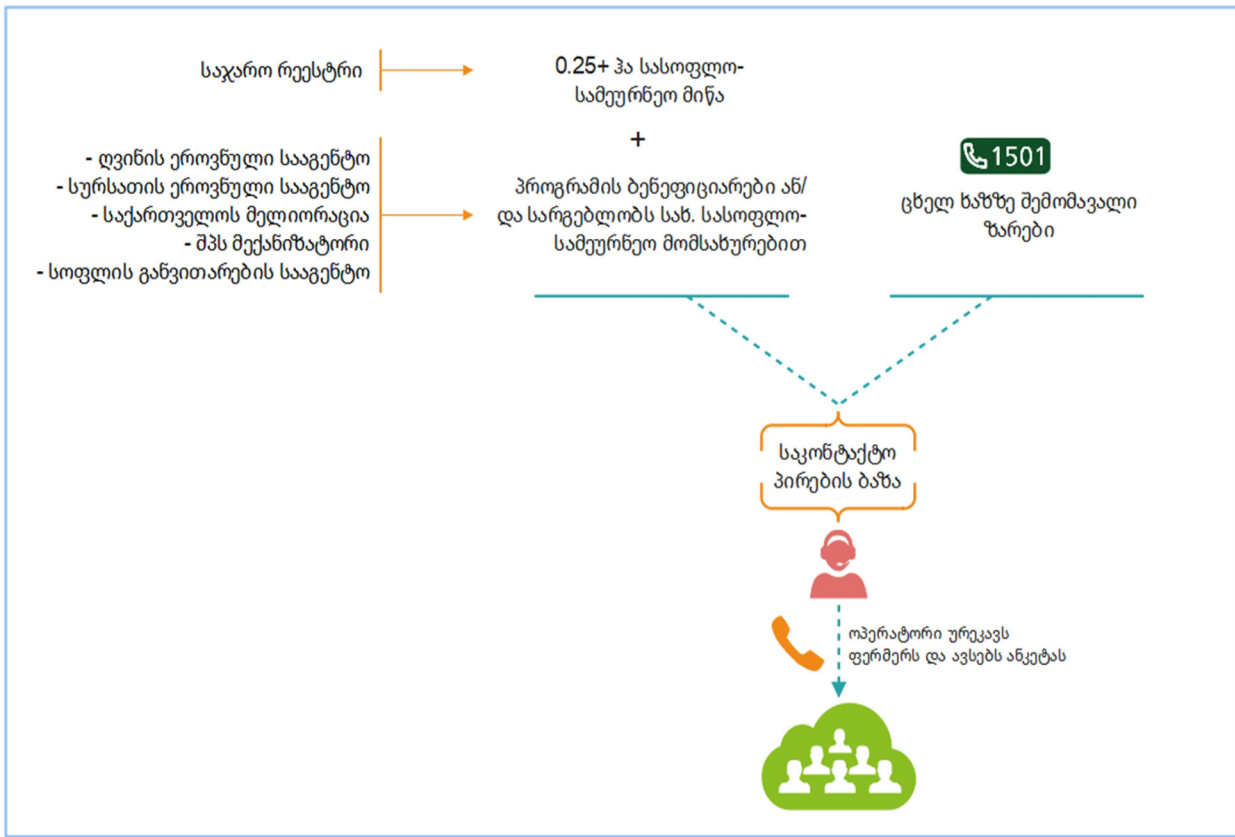 საჯარო რეესტრი
0.25+ ჰა სასოფლო-
სამეურნეო მიწა
+
- ღვინის ეროვნული სააგენტო
- სურსათის ეროვნული სააგენტო
- საქართველოს მელიორაცია
- შპს მექანიზატორი
- სოფლის განვითარების სააგენტო
პროგრამის ბენეფიციარები ან/
და სარგებლობს სახ. სასოფლო-
სამეურნეო მომსახურებით
1501
ცხელ ხაზზე შემომავალი
ზარები
საკონტაქტო
პირების ბაზა
ოპერატორი ურეკავს
ფერმერს და ავსებს ანკეტას